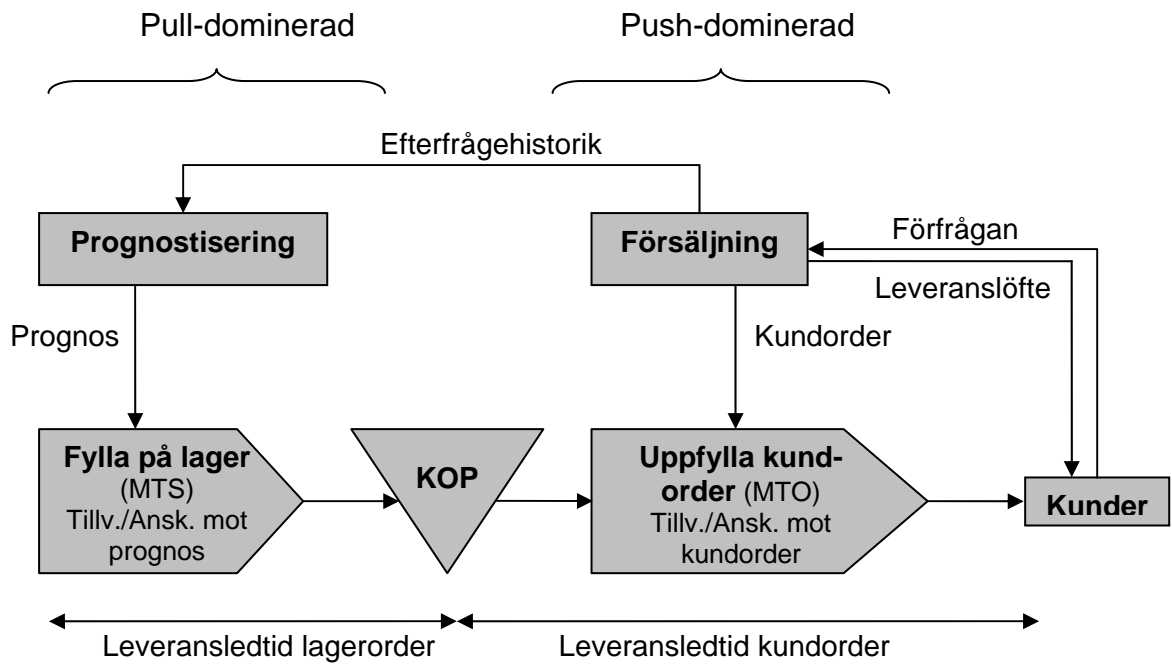 Pull-dominerad
Push-dominerad
Efterfrågehistorik
Prognostisering
Försäljning
Förfrågan
Leveranslöfte
Prognos
Kundorder
Fylla på lager
(MTS)
Tillv./Ansk. mot
prognos
KOP
Uppfylla kund-
order (MTO)
Tillv./Ansk. mot
kundorder
Kunder
Leveransledtid lagerorder
Leveransledtid kundorder